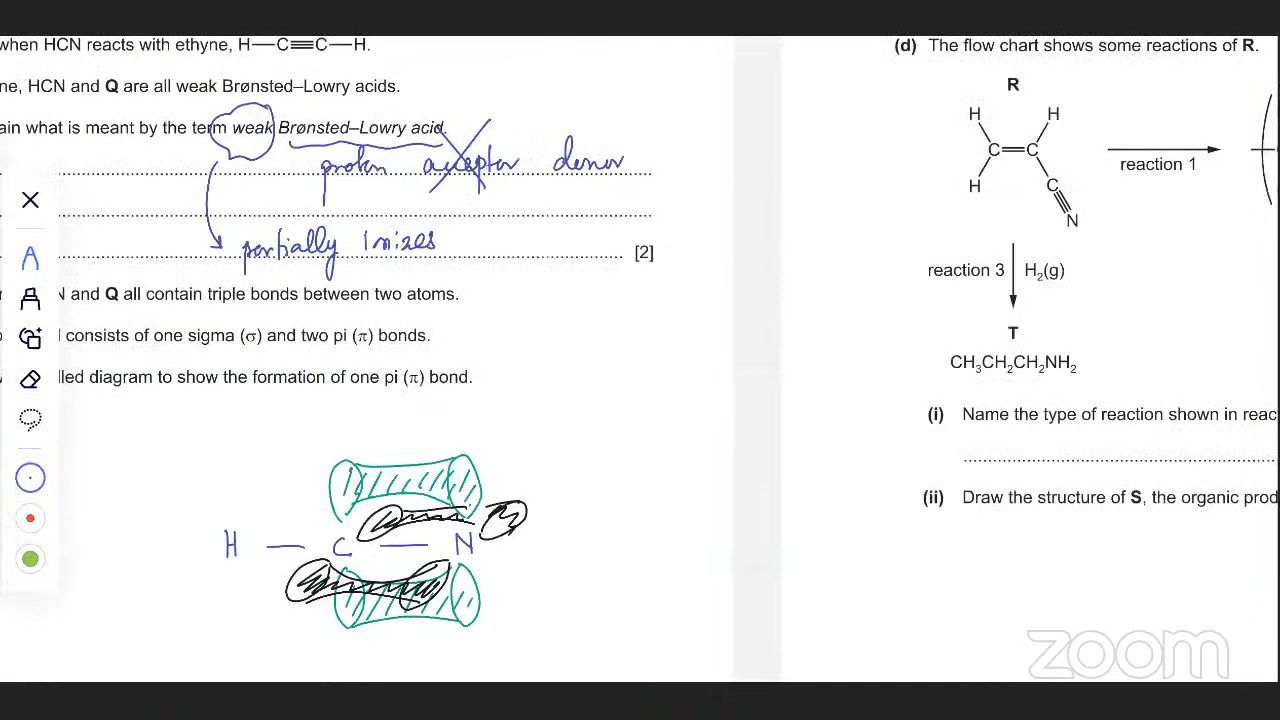 when HCN reacts with ethyne, H—C≡C—H.
ne, HCN and Q are all weak Brønsted–Lowry acids.
ain what is meant by the term weak Brønsted–Lowry acid.
proton acceptor donor
partially ionizes
[2]
N and Q all contain triple bonds between two atoms.
l consists of one sigma (σ) and two pi (π) bonds.
lled diagram to show the formation of one pi (π) bond.
H — C — N
(d) The flow chart shows some reactions of R.
R
H H
C=C
H C
N
reaction 1
reaction 3 H₂(g)
T
CH₃CH₂CH₂NH₂
(i) Name the type of reaction shown in reac
(ii) Draw the structure of S, the organic prod
zoom